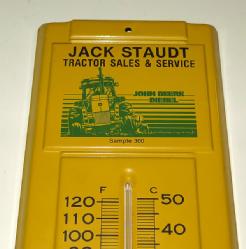 JACK STAUDT
TRACTOR SALES & SERVICE
JOHN DEERE
DIESEL
Sample 300
F C
120 50
110
100 40